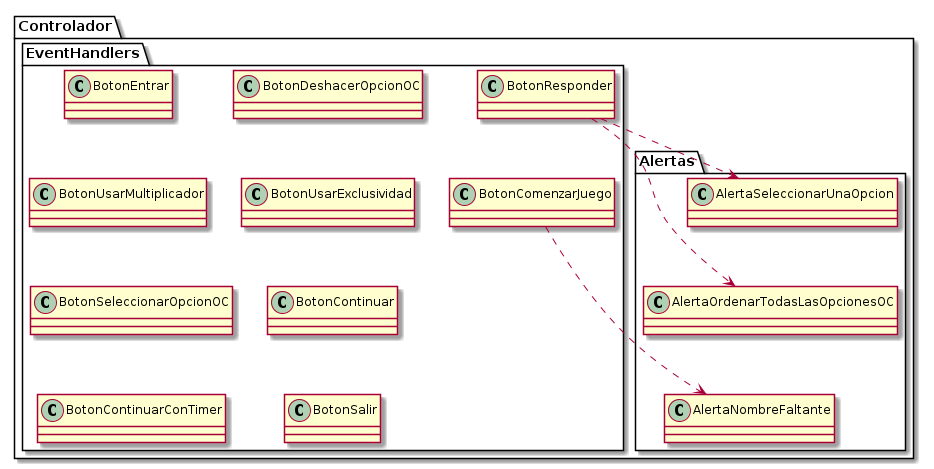 Controlador
EventHandlers
C BotonEntrar
C BotonDeshacerOpcionOC
C BotonResponder
Alertas
C BotonUsarMultiplicador
C BotonUsarExclusividad
C BotonComenzarJuego
C AlertaSeleccionarUnaOpcion
C BotonSeleccionarOpcionOC
C BotonContinuar
C AlertaOrdenarTodasLasOpcionesOC
C BotonContinuarConTimer
C BotonSalir
C AlertaNombreFaltante